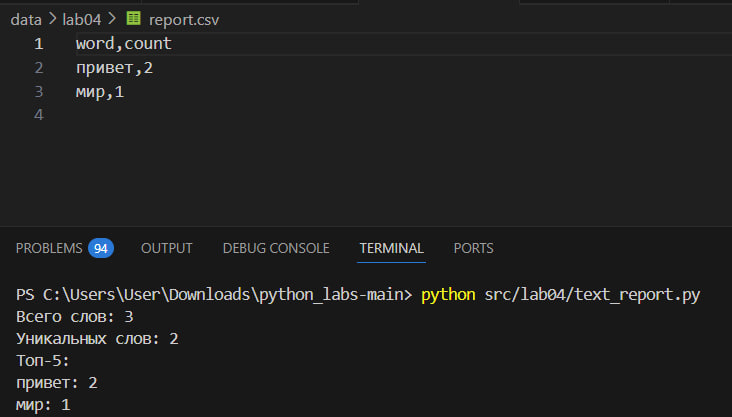 data > lab04 > report.csv
1 word,count
2 привет,2
3 мир,1
4
PROBLEMS 94 OUTPUT DEBUG CONSOLE TERMINAL PORTS
PS C:\Users\User\Downloads\python_labs-main> python src/lab04/text_report.py
Всего слов: 3
Уникальных слов: 2
Топ-5:
привет: 2
мир: 1